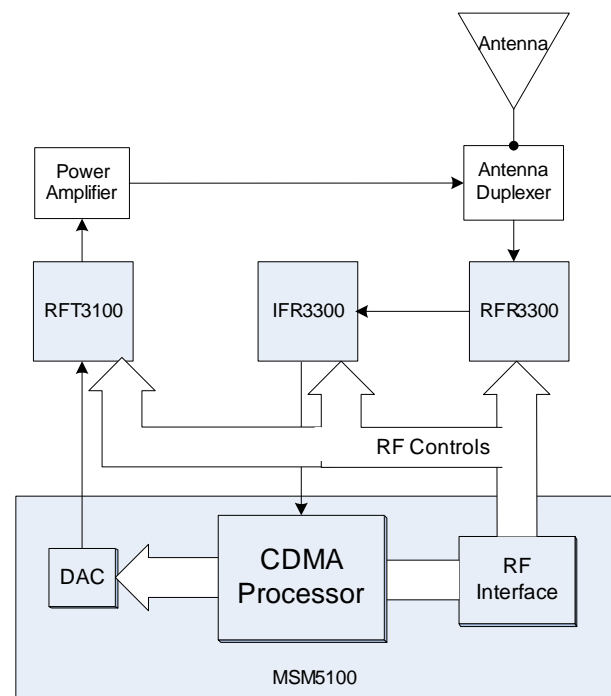 Antenna
Power
Amplifier
Antenna
Duplexer
RFT3100
IFR3300
RFR3300
RF Controls
DAC
CDMA
Processor
RF
Interface
MSM5100